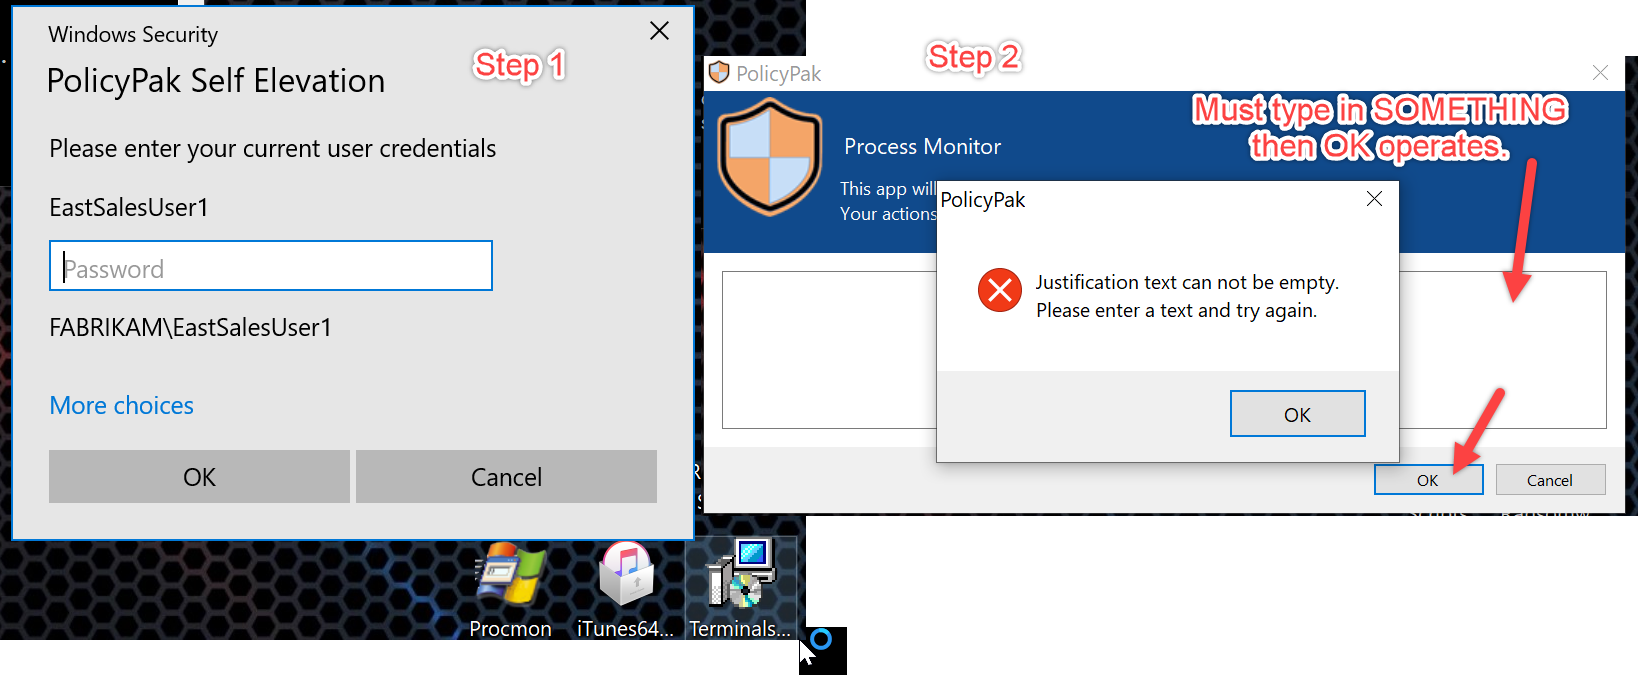 Windows Security
PolicyPak Self Elevation
Step 1
Please enter your current user credentials
EastSalesUser1
Password
FABRIKAM\EastSalesUser1
More choices
OK
Cancel
Procmon
iTunes64...
Terminals...
Step 2
PolicyPak
Must type in SOMETHING
then OK operates.
Process Monitor
This app will
Your actions
PolicyPak
Justification text can not be empty.
Please enter a text and try again.
OK
OK
Cancel